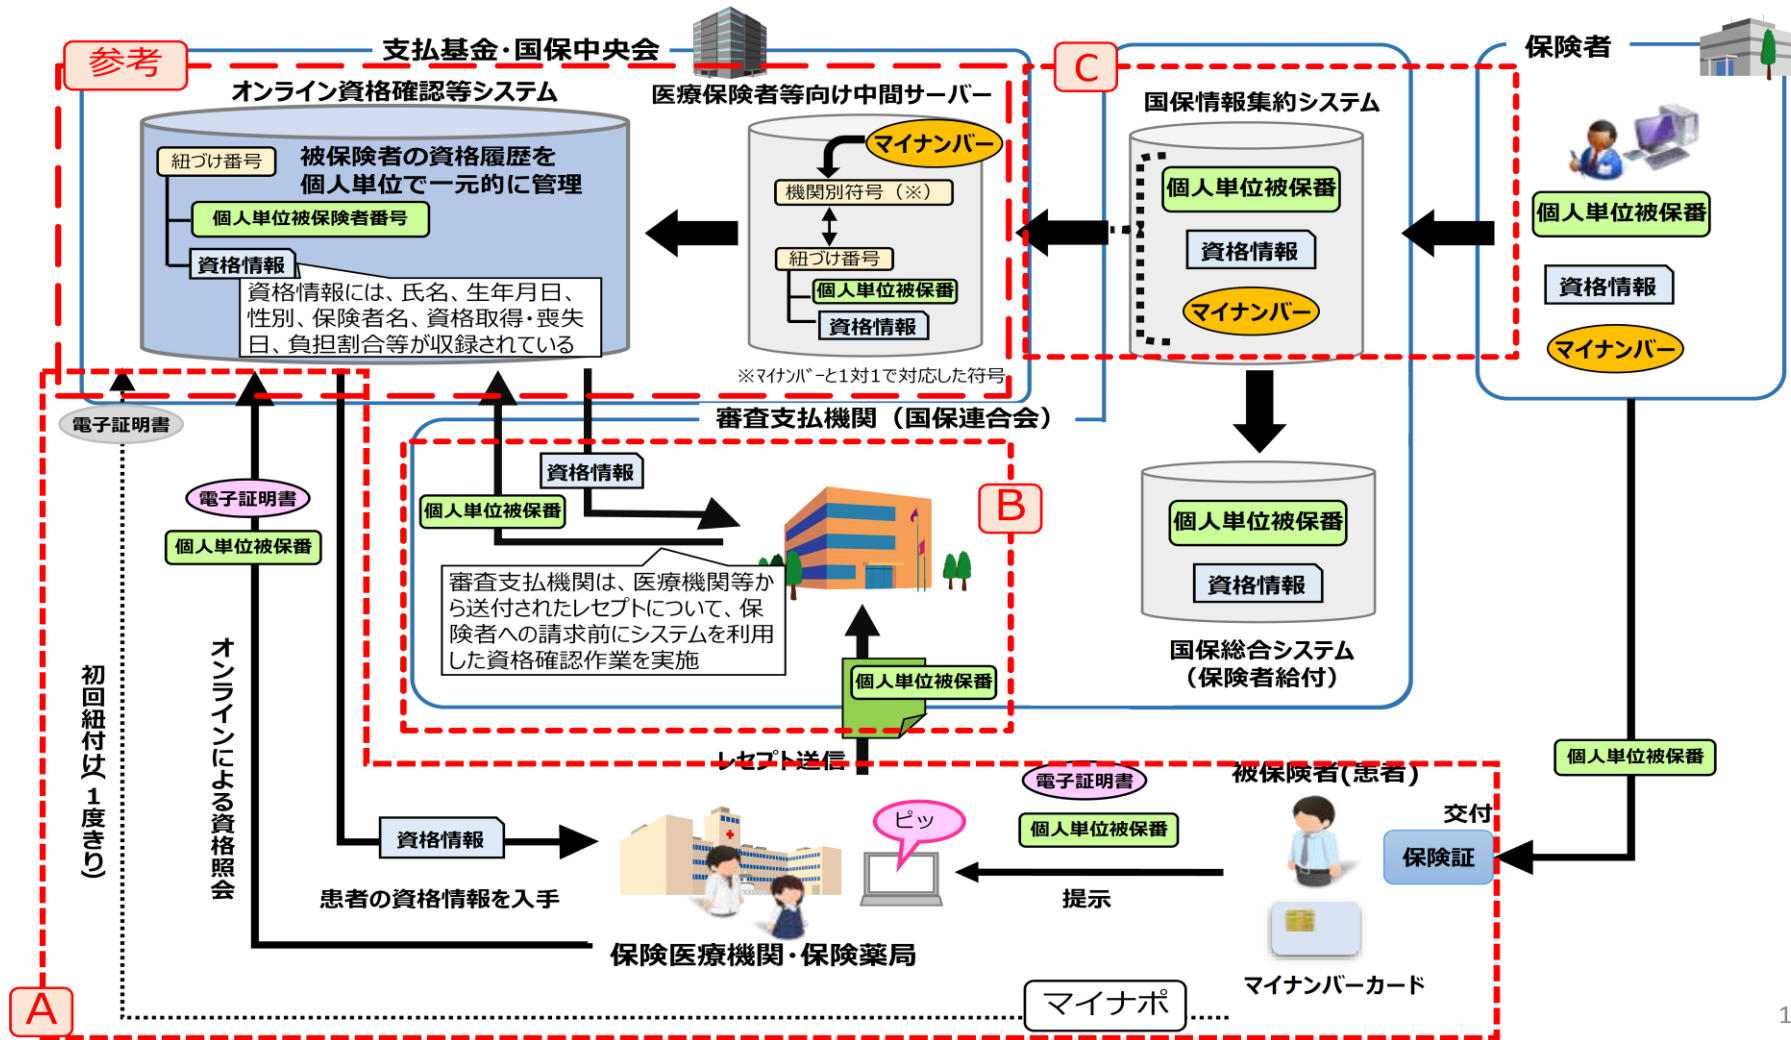 参考
支払基金・国保中央会
C
保険者
オンライン資格確認等システム
医療保険者等向け中間サーバー
国保情報集約システム
紐づけ番号
被保険者の資格履歴を
個人単位で一元的に管理
個人単位被保険者番号
資格情報
資格情報には、氏名、生年月日、
性別、保険者名、資格取得・喪失
日、負担割合等が収録されている
マイナンバー
機関別符号（※）
紐づけ番号
個人単位被保番
資格情報
※マイナンバーと1対1で対応した符号
個人単位被保番
資格情報
マイナンバー
個人単位被保番
資格情報
マイナンバー
電子証明書
審査支払機関（国保連合会）
資格情報
個人単位被保番
B
審査支払機関は、医療機関等か
ら送付されたレセプトについて、保
険者への請求前にシステムを利用
した資格確認作業を実施
個人単位被保番
レセプト送信
個人単位被保番
資格情報
国保総合システム
（保険者給付）
電子証明書
個人単位被保番
初回紐付け(１度きり)
オンラインによる資格照会
資格情報
患者の資格情報を入手
保険医療機関・保険薬局
ピッ
電子証明書
個人単位被保番
提示
被保険者(患者)
交付
保険証
個人単位被保番
マイナンバーカード
マイナポ
A
1